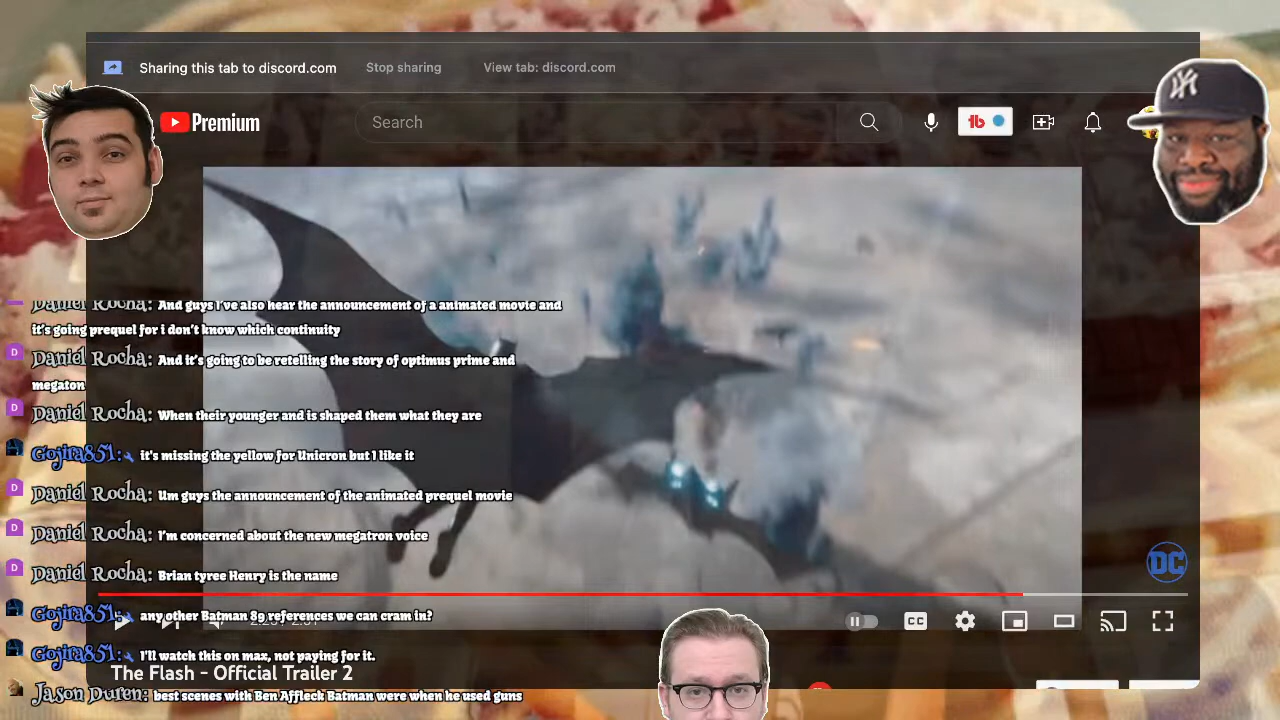 Sharing this tab to discord.com
Stop sharing
View tab: discord.com
Premium
Search
Daniel Rocha: And guys I've also hear the announcement of a animated movie and
it's going prequel for i don't know which continuity
D
Daniel Rocha: And it's going to be retelling the story of optimus prime and
megaton
D
Daniel Rocha: When their younger and is shaped them what they are
Gojira851: it's missing the yellow for Unicron but I like it
D
Daniel Rocha: Um guys the announcement of the animated prequel movie
D
Daniel Rocha: I'm concerned about the new megatron voice
D
Daniel Rocha: Brian tyree Henry is the name
Gojira851: any other Batman 89 references we can cram in?
Gojira851: I'll watch this on max, not paying for it.
The Flash - Official Trailer 2
Jason Duren: best scenes with Ben Affleck Batman were when he used guns
DC
CC